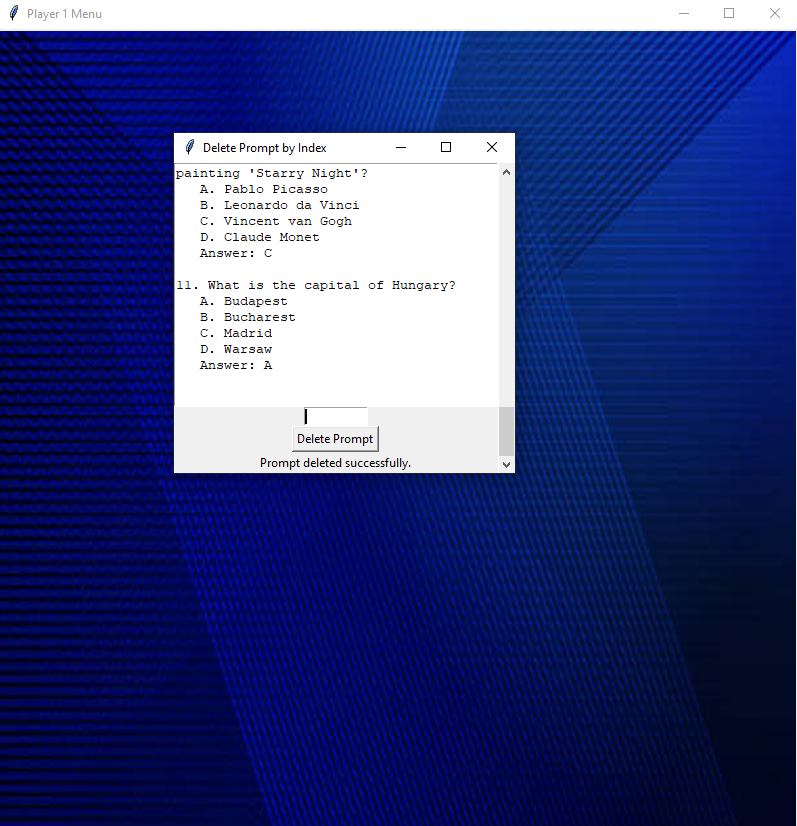 Player 1 Menu
Delete Prompt by Index
painting 'Starry Night'?
A. Pablo Picasso
B. Leonardo da Vinci
C. Vincent van Gogh
D. Claude Monet
Answer: C
11. What is the capital of Hungary?
A. Budapest
B. Bucharest
C. Madrid
D. Warsaw
Answer: A
Delete Prompt
Prompt deleted successfully.